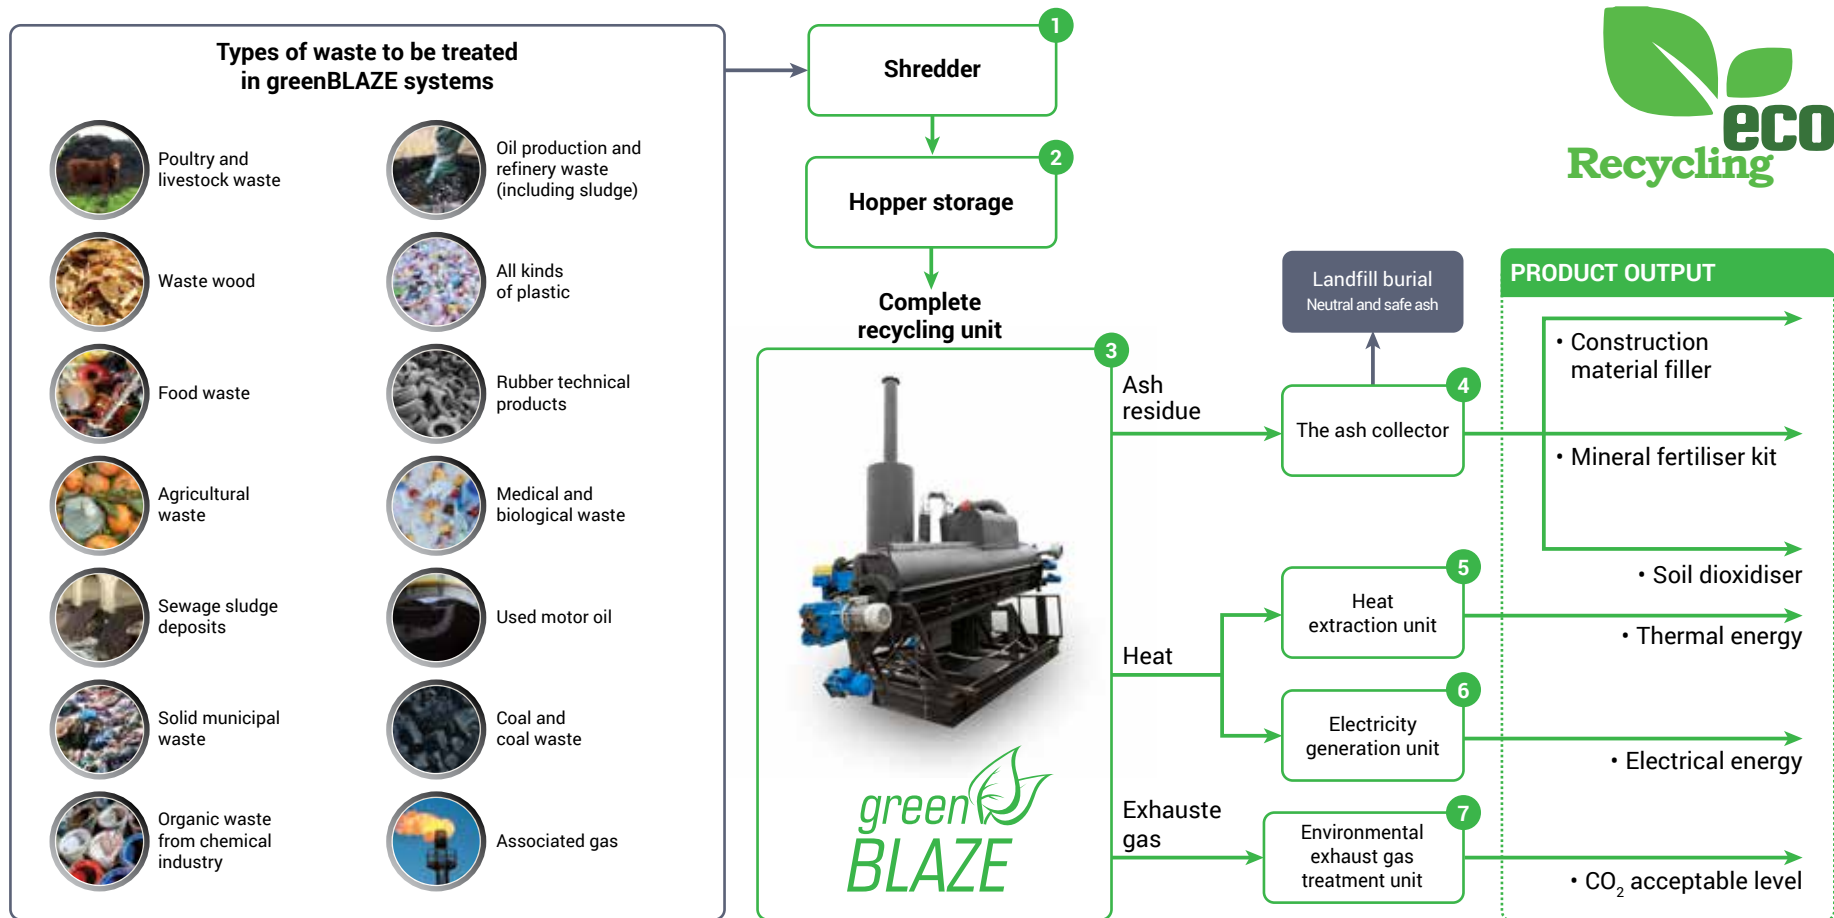 Types of waste to be treated
in greenBLAZE systems
Poultry and
livestock waste
Waste wood
Food waste
Agricultural
waste
Sewage sludge
deposits
Solid municipal
waste
Organic waste
from chemical
industry
Oil production and
refinery waste
(including sludge)
All kinds
of plastic
Rubber technical
products
Medical and
biological waste
Used motor oil
Coal and
coal waste
Associated gas
1
Shredder
2
Hopper storage
Complete
recycling unit
3
green
BLAZE
Ash
residue
Heat
Exhauste
gas
Landfill burial
Neutral and safe ash
4
The ash collector
5
Heat
extraction unit
6
Electricity
generation unit
7
Environmental
exhaust gas
treatment unit
eco
Recycling
PRODUCT OUTPUT
• Construction
material filler
• Mineral fertiliser kit
• Soil dioxidiser
• Thermal energy
• Electrical energy
• CO₂ acceptable level